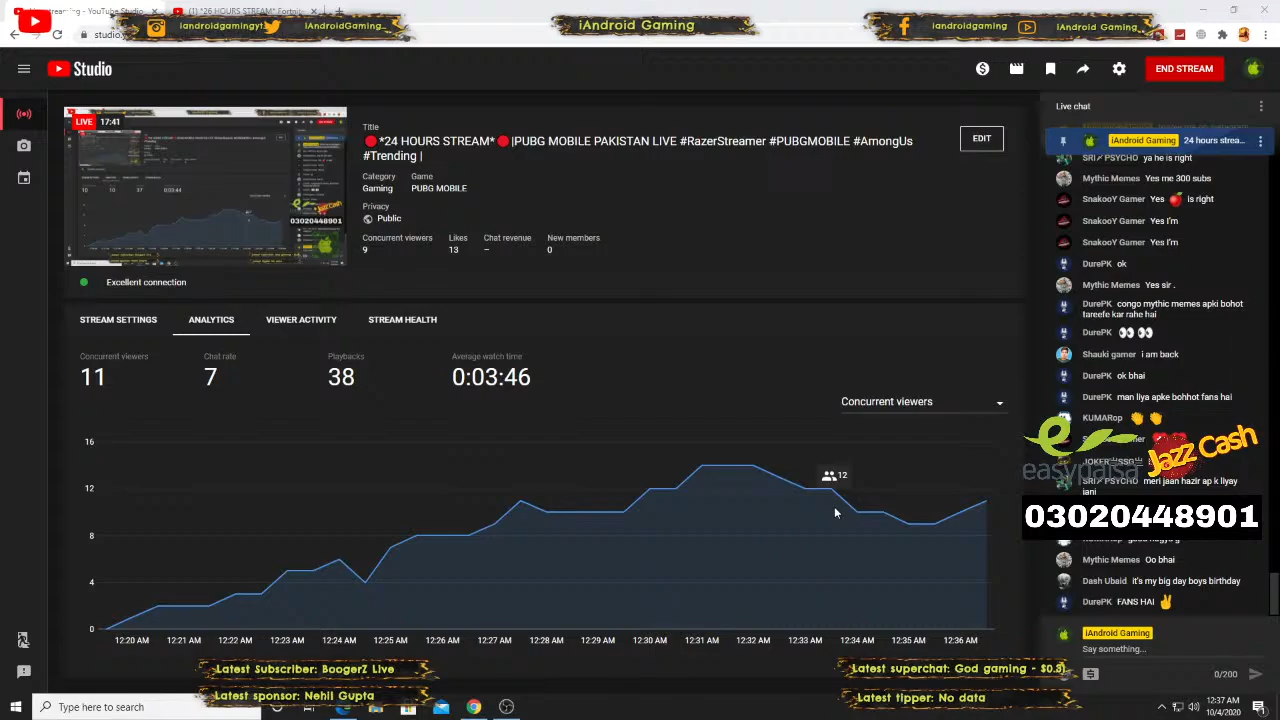 (1) *26 HOURS STREAM* Fortnite
iandroidgamingyt
iAndroidGaming_
iAndroid Gaming
iandroidgaming
iAndroid Gaming
studio.
Studio
END STREAM
LIVE 17:41
Title
*24 HOURS STREAM* |PUBG MOBILE PAKISTAN LIVE #RazeStreams #PUBGMOBILE #AmongUs
#Trending |
EDIT
Category
Game
Gaming
PUBG MOBILE
Privacy
Public
Concurrent viewers
Likes
Chat revenue
New members
9
13
—
0
Excellent connection
STREAM SETTINGS
ANALYTICS
VIEWER ACTIVITY
STREAM HEALTH
Concurrent viewers
Chat rate
Playbacks
Average watch time
11
7
38
0:03:46
Concurrent viewers
16
12
8
4
0
12
12:20 AM
12:21 AM
12:22 AM
12:23 AM
12:24 AM
12:25 AM
12:27 AM
12:28 AM
12:29 AM
12:30 AM
12:31 AM
12:32 AM
12:33 AM
12:34 AM
12:35 AM
12:36 AM
Live chat
iAndroid Gaming 24 hours strea...
PSYCHO ya he is right
Mythic Memes Yes me 300 subs
SnakooY Gamer Yes is right
SnakooY Gamer Yes I'm
SnakooY Gamer Yes I'm
DurePK ok
Mythic Memes Yes sir .
DurePK congo mythic memes apki bohot
tareefe kar rahe hai
DurePK
Shauki gamer i am back
DurePK ok bhai
DurePK man liya apke bohhot fans hai
KUMARop
easypaisa
Jazz Cash
PSYCHO meri jaan hazir ap k liyay
jani
03020448901
Mythic Memes Oo bhai
Dash Ubaid it's my big day boys birthday
DurePK FANS HAI
iAndroid Gaming
Say something...
0/200
Latest Subscriber: BoogerZ Live
Latest superchat: God gaming - $0.
Latest sponsor: Nehil Gupta
Latest tipper: No data
Type here to search
12:37 AM
10/4/2020